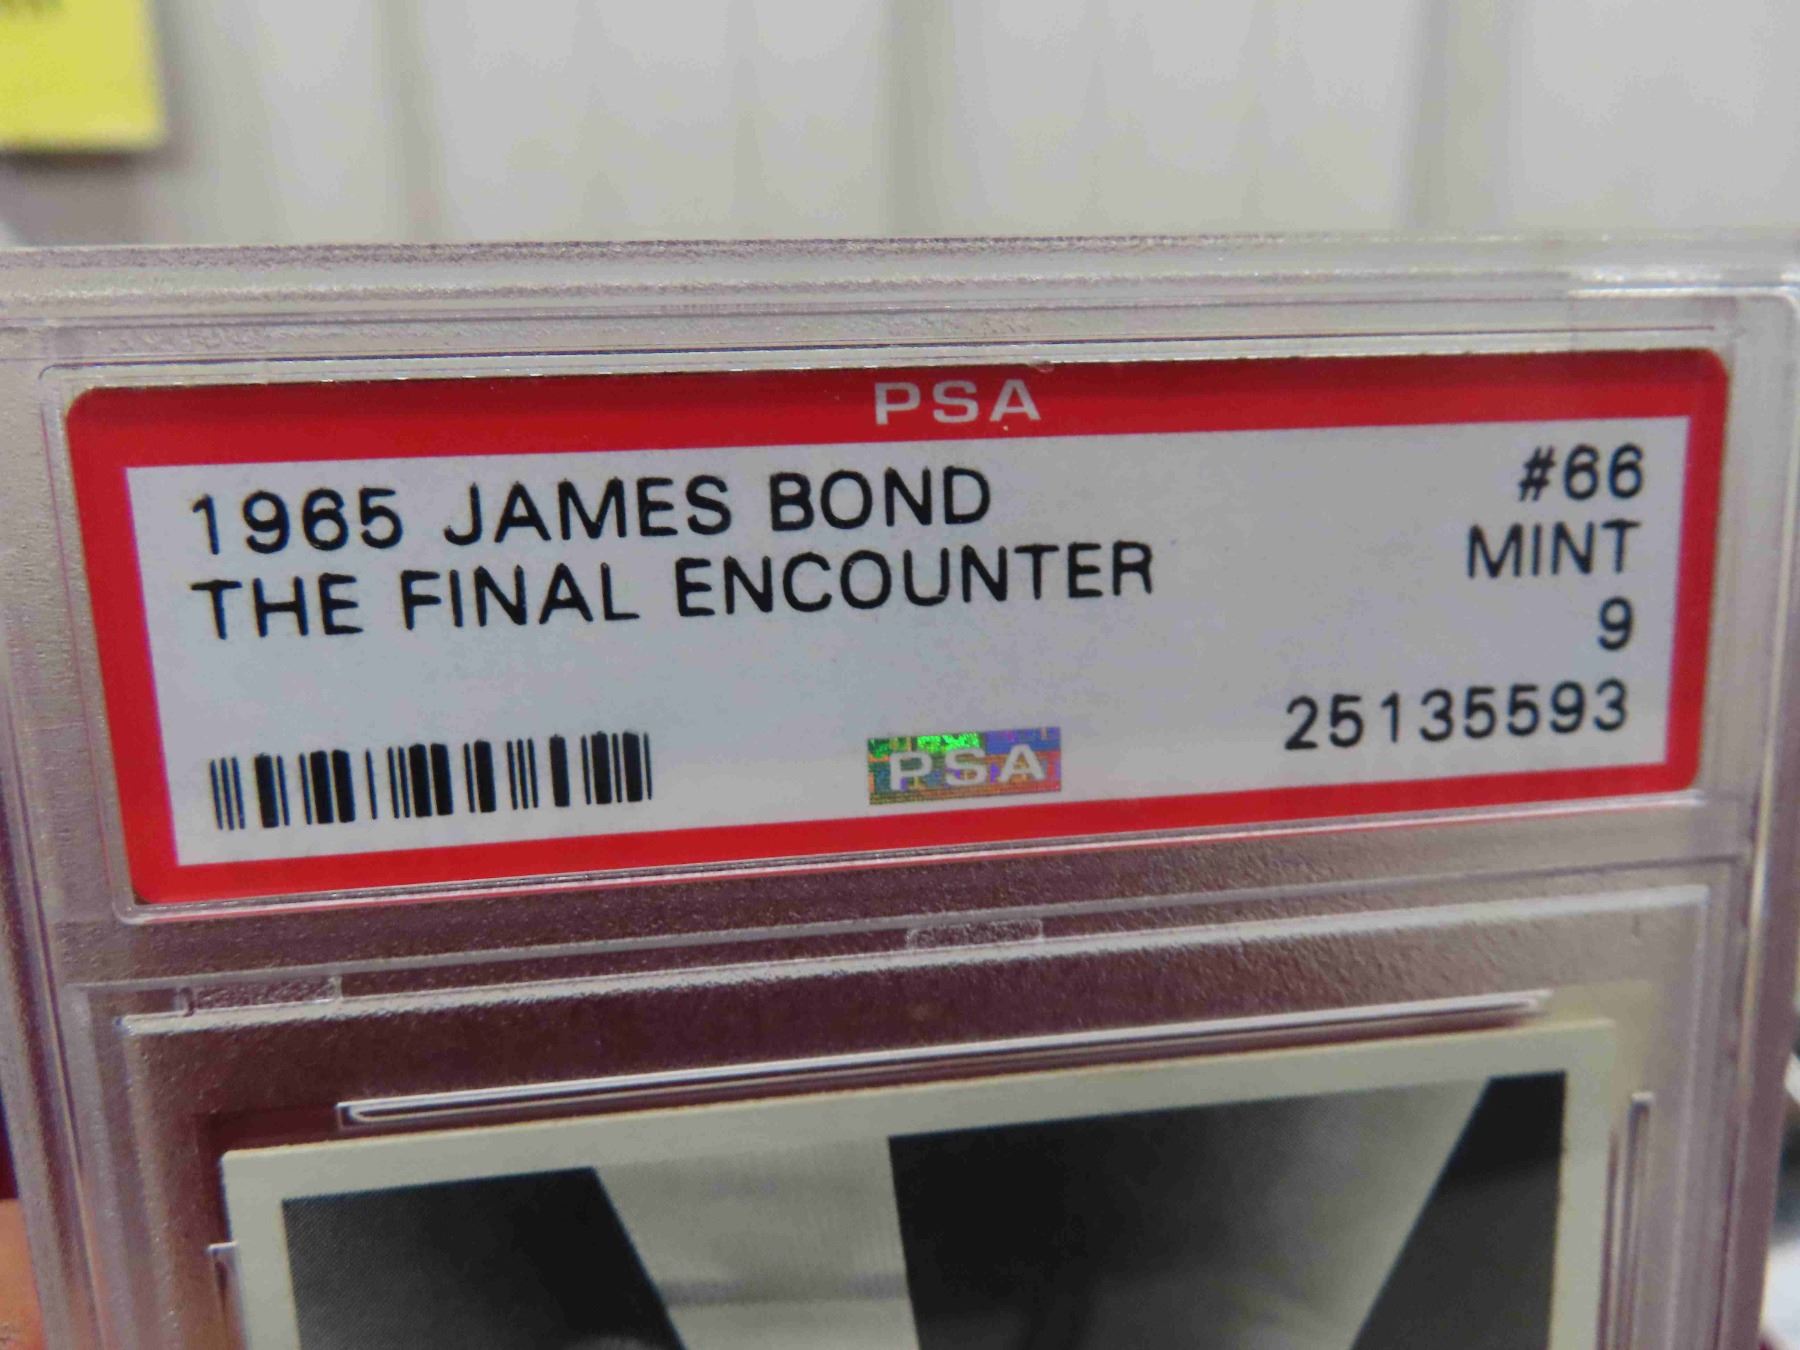 PSA
1965 JAMES BOND #66
THE FINAL ENCOUNTER MINT
9
25135593
PSA